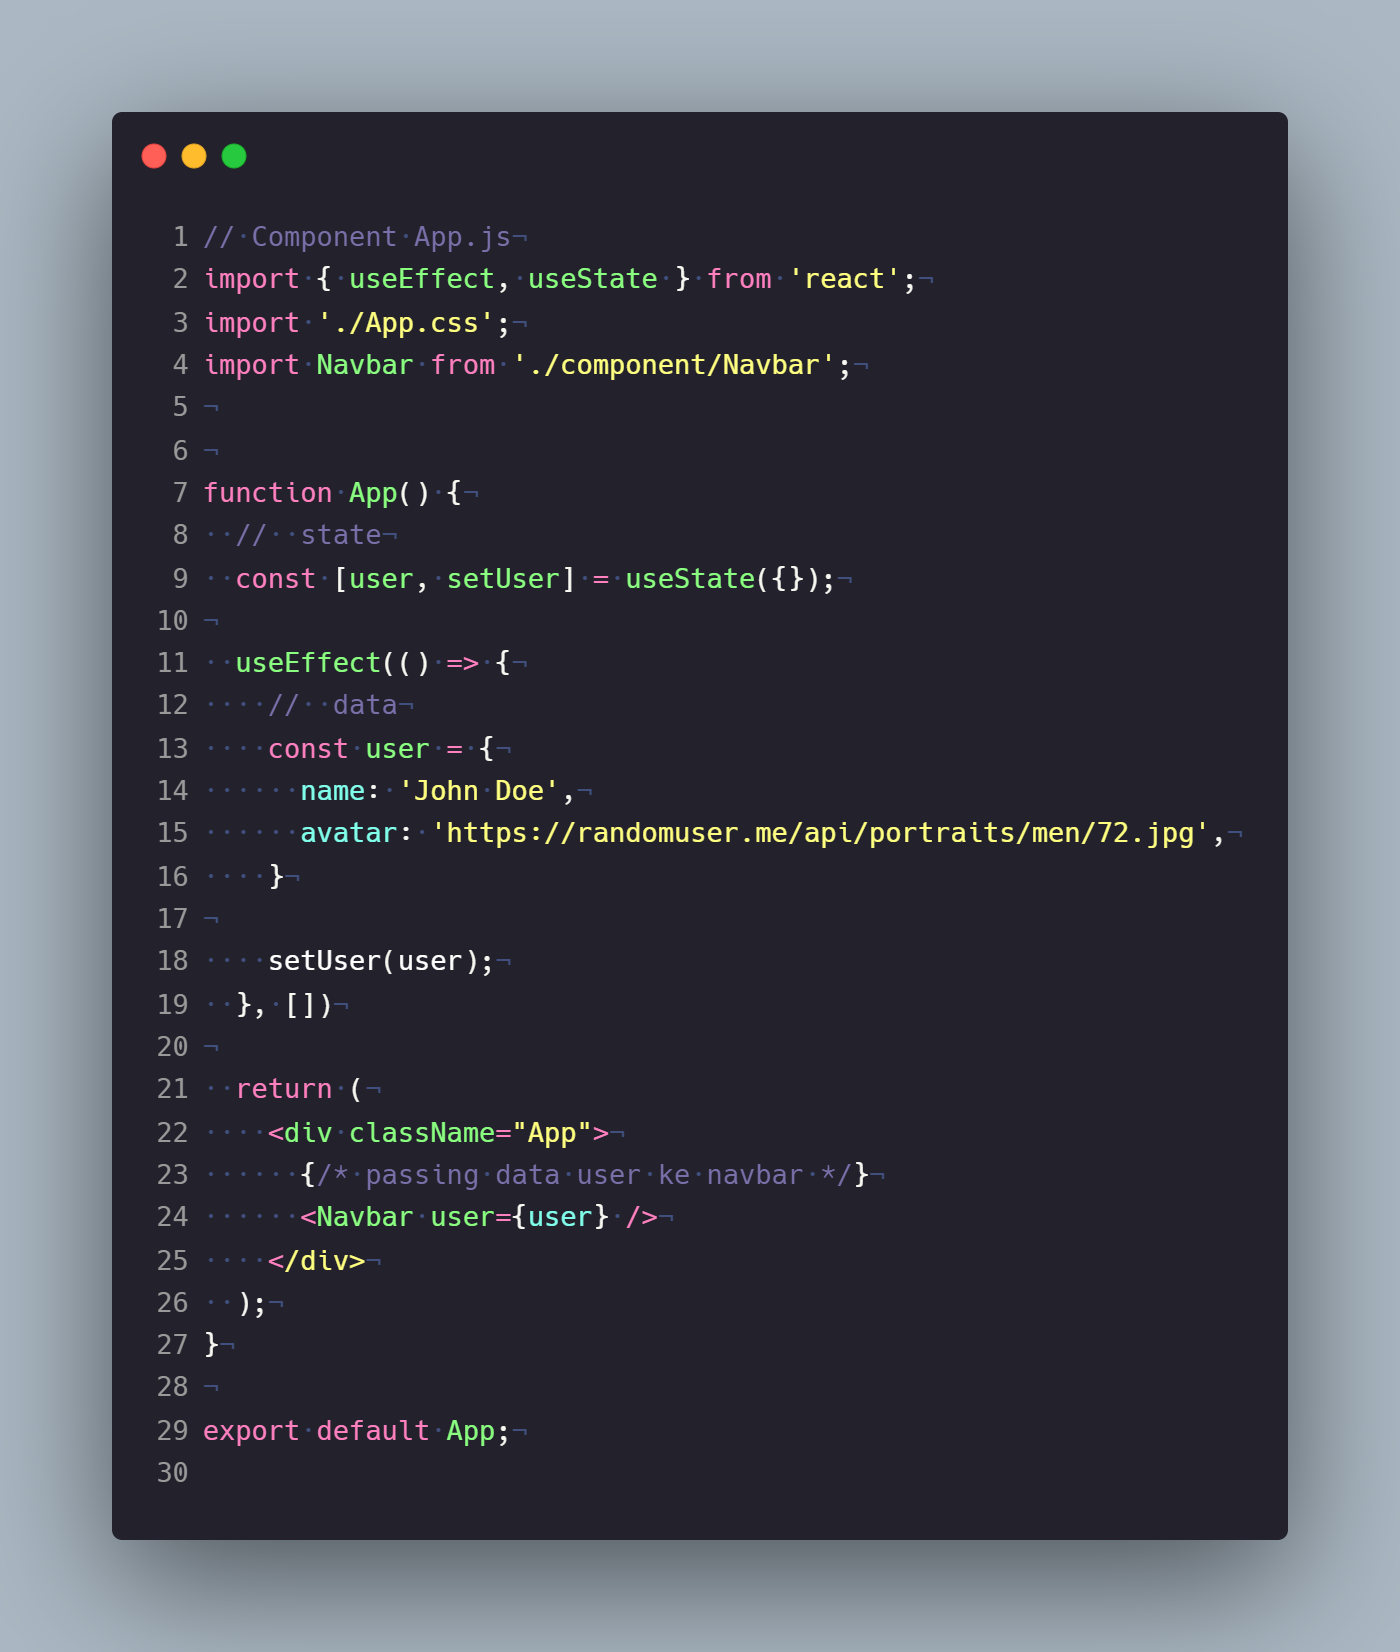 1 // Component App.js¬
2 import { useEffect, useState } from 'react';¬
3 import './App.css';¬
4 import Navbar from './component/Navbar';¬
5 ¬
6 ¬
7 function App() {¬
8 ··//··state¬
9 ··const [user, setUser] = useState({});¬
10 ¬
11 ··useEffect(() => {¬
12 ····//··data¬
13 ····const user = {¬
14 ······name: 'John Doe',¬
15 ······avatar: 'https://randomuser.me/api/portraits/men/72.jpg',¬
16 ····}¬
17 ¬
18 ····setUser(user);¬
19 ··}, [])¬
20 ¬
21 ··return (¬
22 ····<div className="App">¬
23 ······{/* passing data user ke navbar */}¬
24 ······<Navbar user={user} />¬
25 ····</div>¬
26 ··);¬
27 }¬
28 ¬
29 export default App;¬
30